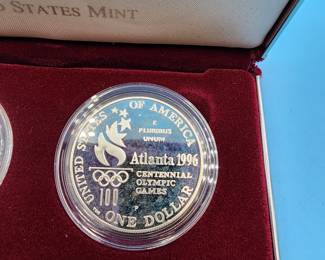 STATES MINT
UNITED STATES OF AMERICA
E
PLURIBUS
UNUM
Atlanta 1996
CENTENNIAL
OLYMPIC
GAMES
100
P
ONE DOLLAR